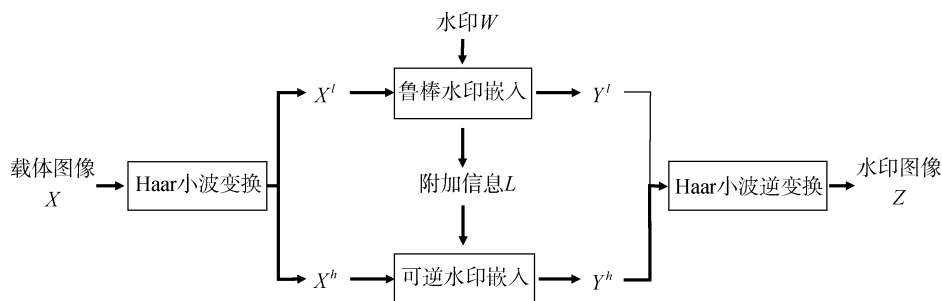 水印W
X^l
鲁棒水印嵌入
Y^l
载体图像
X
Haar小波变换
附加信息L
Haar小波逆变换
水印图像
Z
X^h
可逆水印嵌入
Y^h